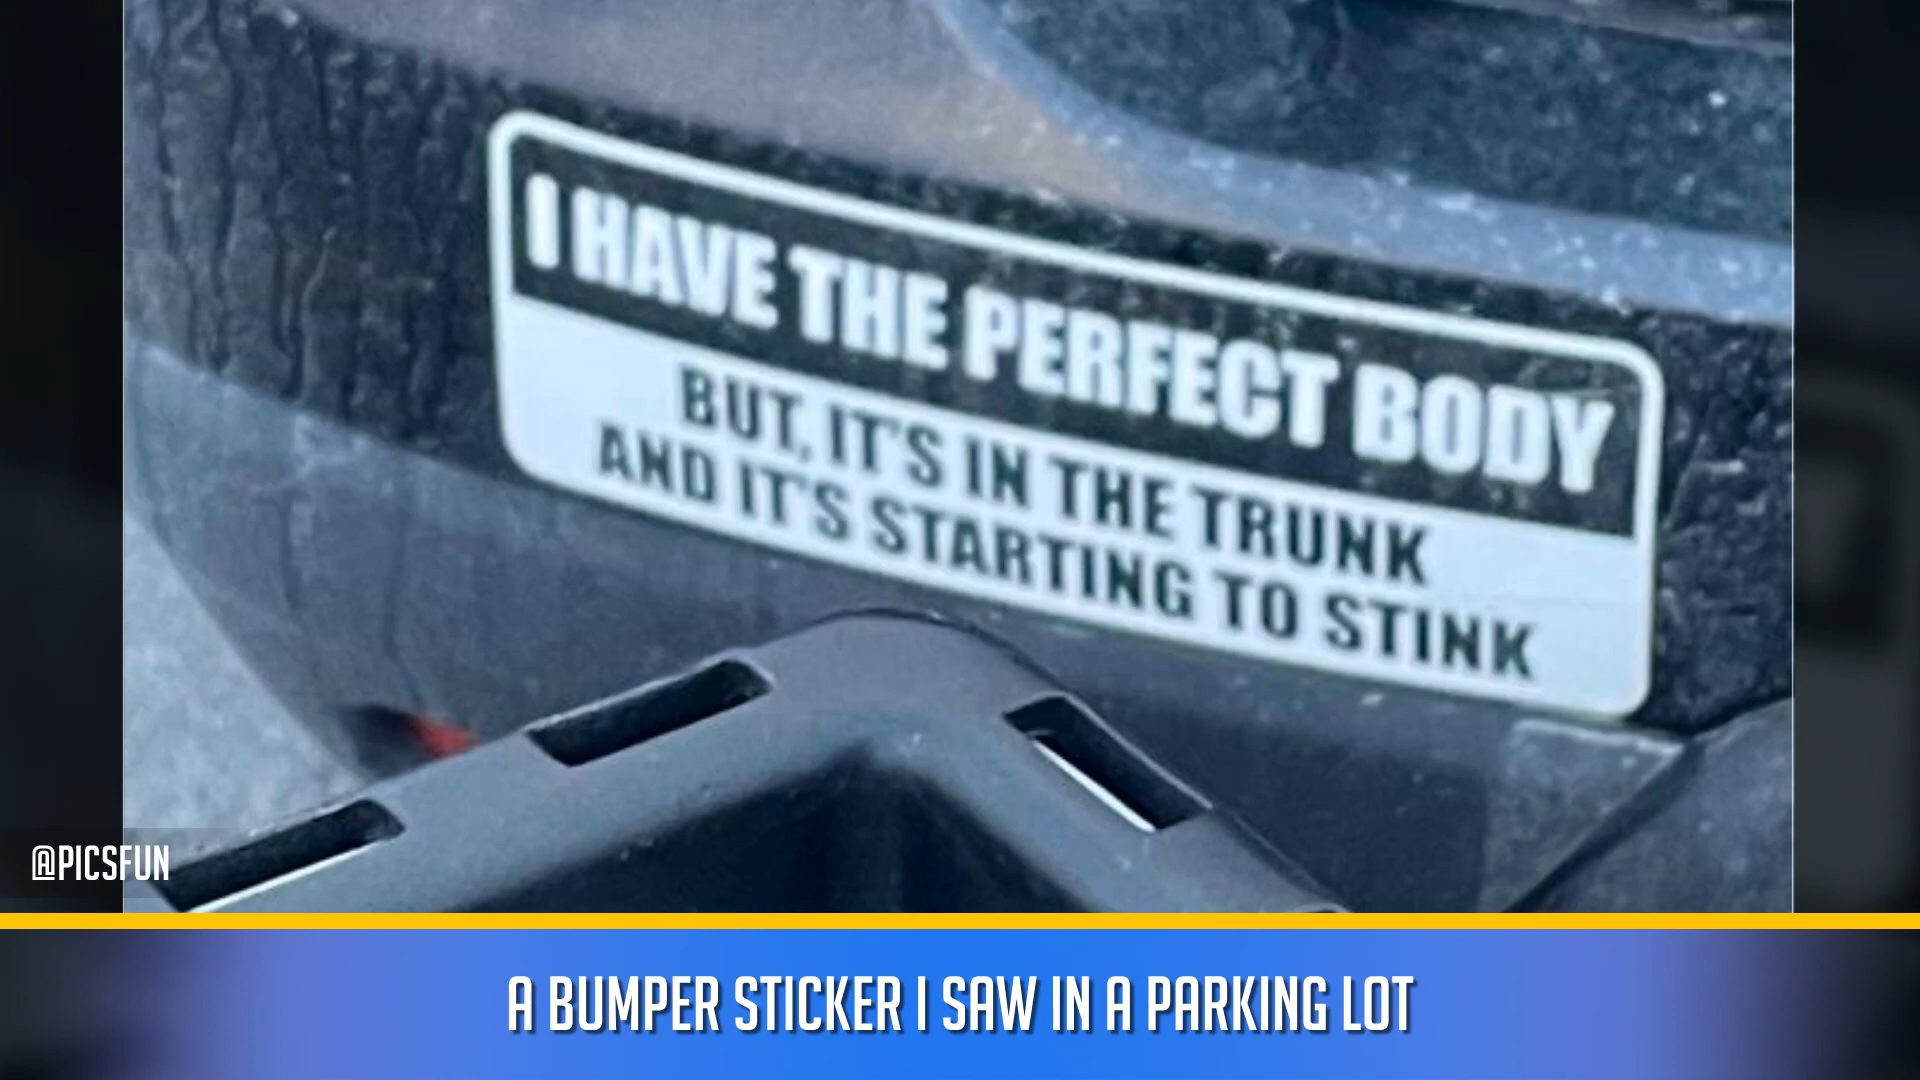 I HAVE THE PERFECT BODY
BUT, IT'S IN THE TRUNK
AND IT'S STARTING TO STINK
@PICSFUN
A BUMPER STICKER I SAW IN A PARKING LOT